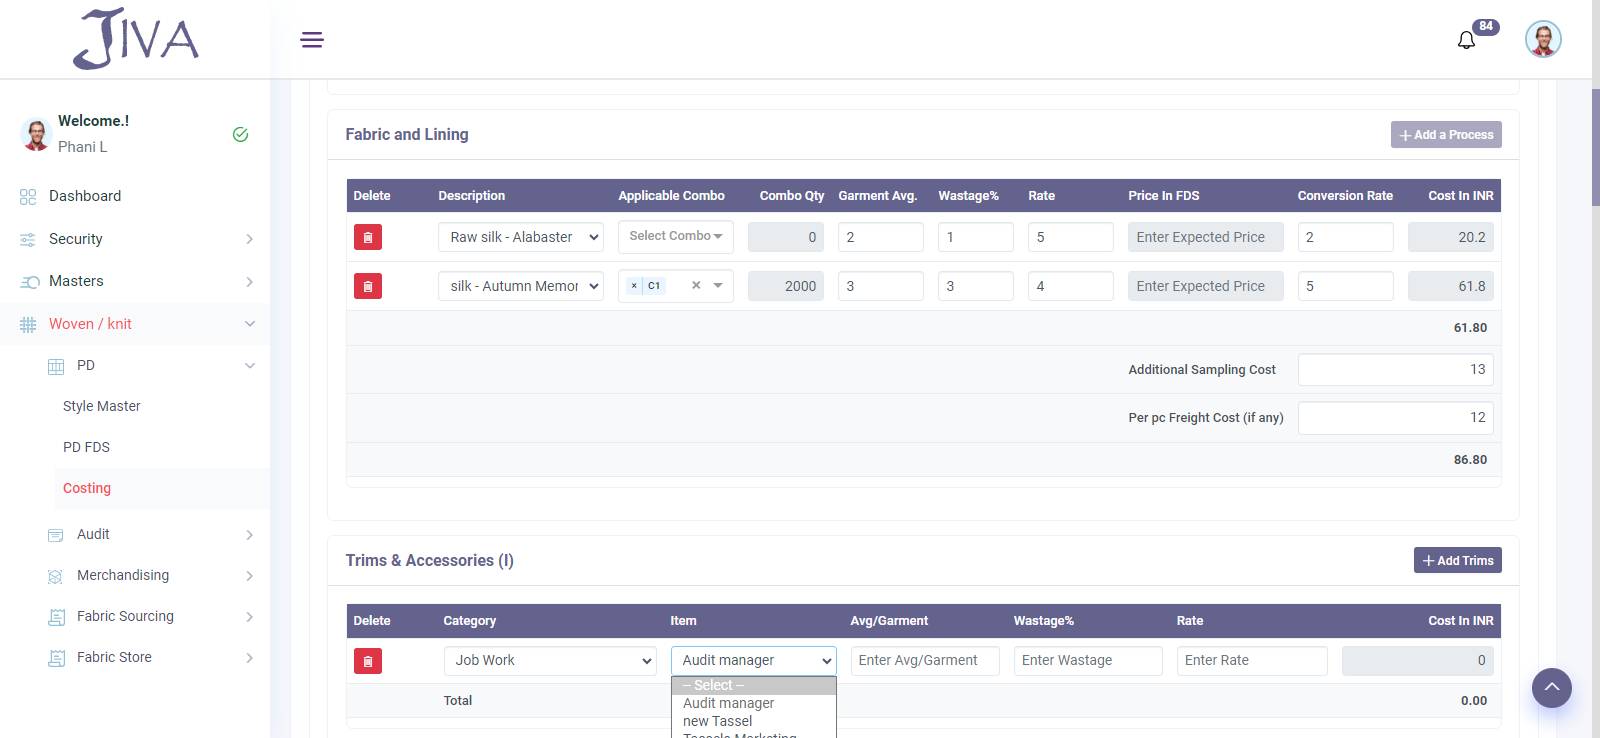 JIVA
84
Welcome.!
Phani L
Dashboard
Security
Masters
Woven / knit
PD
Style Master
PD FDS
Costing
Audit
Merchandising
Fabric Sourcing
Fabric Store
Fabric and Lining
+ Add a Process
Delete Description Applicable Combo Combo Qty Garment Avg. Wastage% Rate Price In FDS Conversion Rate Cost In INR
Raw silk - Alabaster Select Combo 0 2 1 5 Enter Expected Price 2 20.2
silk - Autumn Memor × C1 × 2000 3 3 4 Enter Expected Price 5 61.8
61.80
Additional Sampling Cost 13
Per pc Freight Cost (if any) 12
86.80
Trims & Accessories (I)
+ Add Trims
Delete Category Item Avg/Garment Wastage% Rate Cost In INR
Job Work Audit manager Enter Avg/Garment Enter Wastage Enter Rate 0
-- Select --
Audit manager
new Tassel
Total 0.00